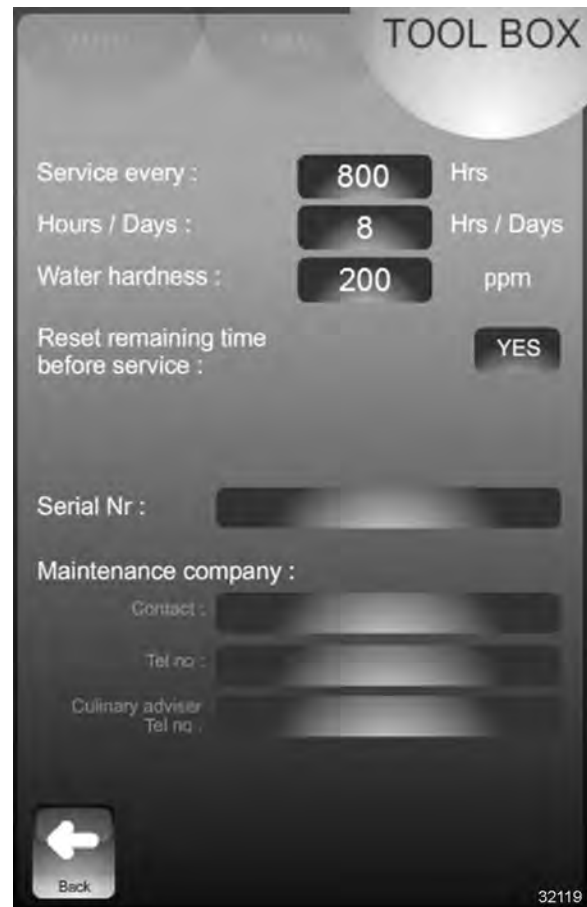 TOOL BOX
Service every : 800 Hrs
Hours / Days : 8 Hrs / Days
Water hardness : 200 ppm
Reset remaining time
before service : YES
Serial Nr :
Maintenance company :
Contact :
Tel no :
Culinary adviser
Tel no :
Back
32119